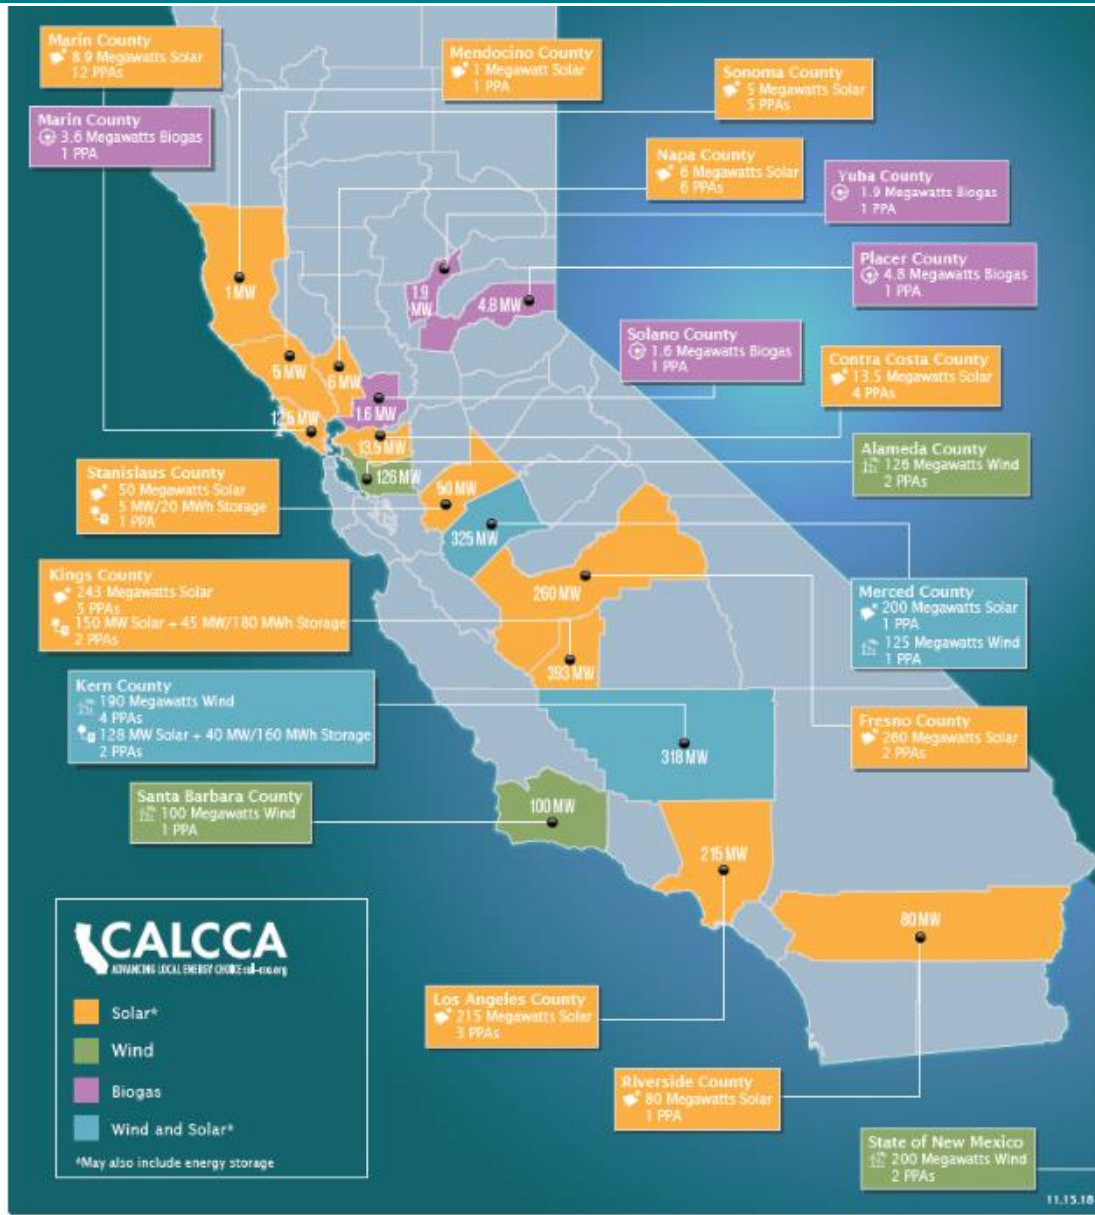 Marin County
8.9 Megawatts Solar
12 PPAs
Marin County
3.6 Megawatts Biogas
1 PPA
Mendocino County
1 Megawatt Solar
1 PPA
Sonoma County
5 Megawatts Solar
5 PPAs
Napa County
6 Megawatts Solar
6 PPAs
Yuba County
1.9 Megawatts Biogas
1 PPA
Placer County
4.8 Megawatts Biogas
1 PPA
Solano County
1.6 Megawatts Biogas
1 PPA
Contra Costa County
13.5 Megawatts Solar
4 PPAs
Alameda County
126 Megawatts Wind
2 PPAs
Stanislaus County
50 Megawatts Solar
5 MW/20 MWh Storage
1 PPA
Kings County
243 Megawatts Solar
5 PPAs
150 MW Solar + 45 MW/180 MWh Storage
2 PPAs
Merced County
200 Megawatts Solar
1 PPA
125 Megawatts Wind
1 PPA
Kern County
190 Megawatts Wind
4 PPAs
128 MW Solar + 40 MW/160 MWh Storage
2 PPAs
Fresno County
260 Megawatts Solar
2 PPAs
Santa Barbara County
100 Megawatts Wind
1 PPA
Los Angeles County
215 Megawatts Solar
3 PPAs
Riverside County
80 Megawatts Solar
1 PPA
State of New Mexico
200 Megawatts Wind
2 PPAs
1 MW
1.9
MW
4.8 MW
5 MW
6 MW
1.6 MW
12.5 MW
13.5 MW
126 MW
50 MW
325 MW
260 MW
393 MW
318 MW
100 MW
215 MW
80 MW
CALCCA
ADVANCING LOCAL ENERGY CHOICE cal-cca.org
Solar*
Wind
Biogas
Wind and Solar*
*May also include energy storage
11.15.18